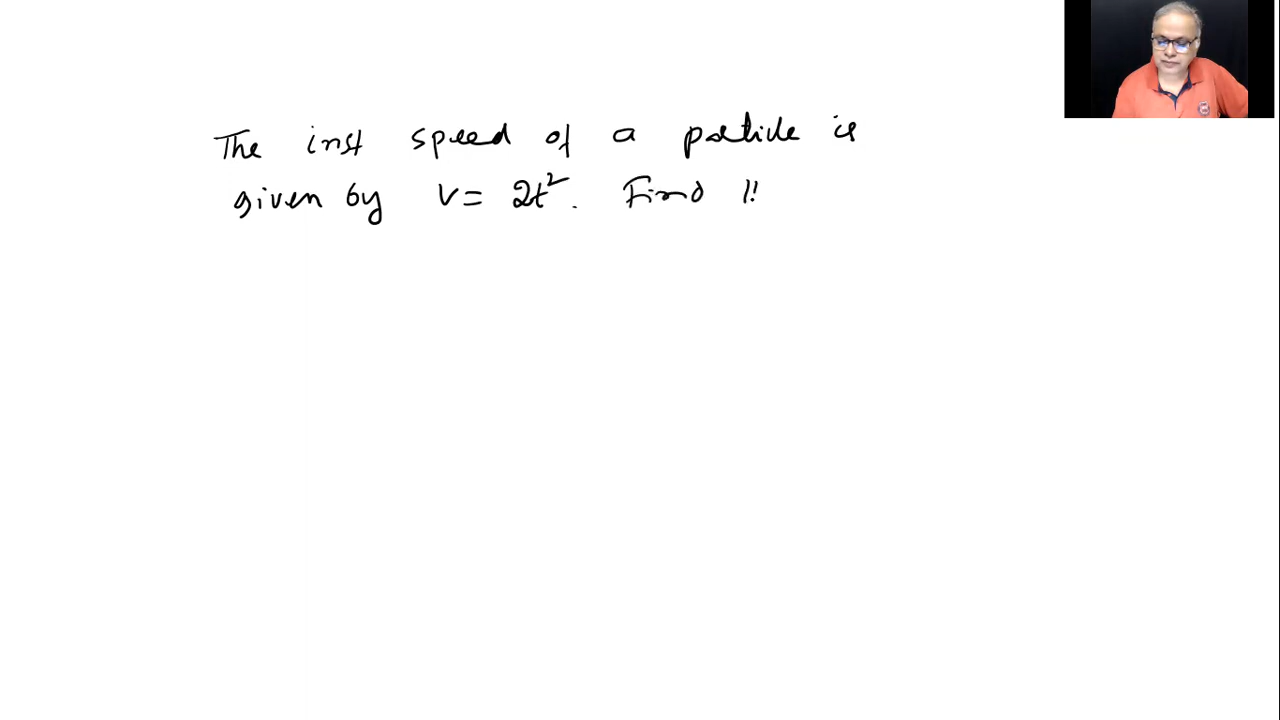 The inst speed of a particle is
given by v = 2t². Find